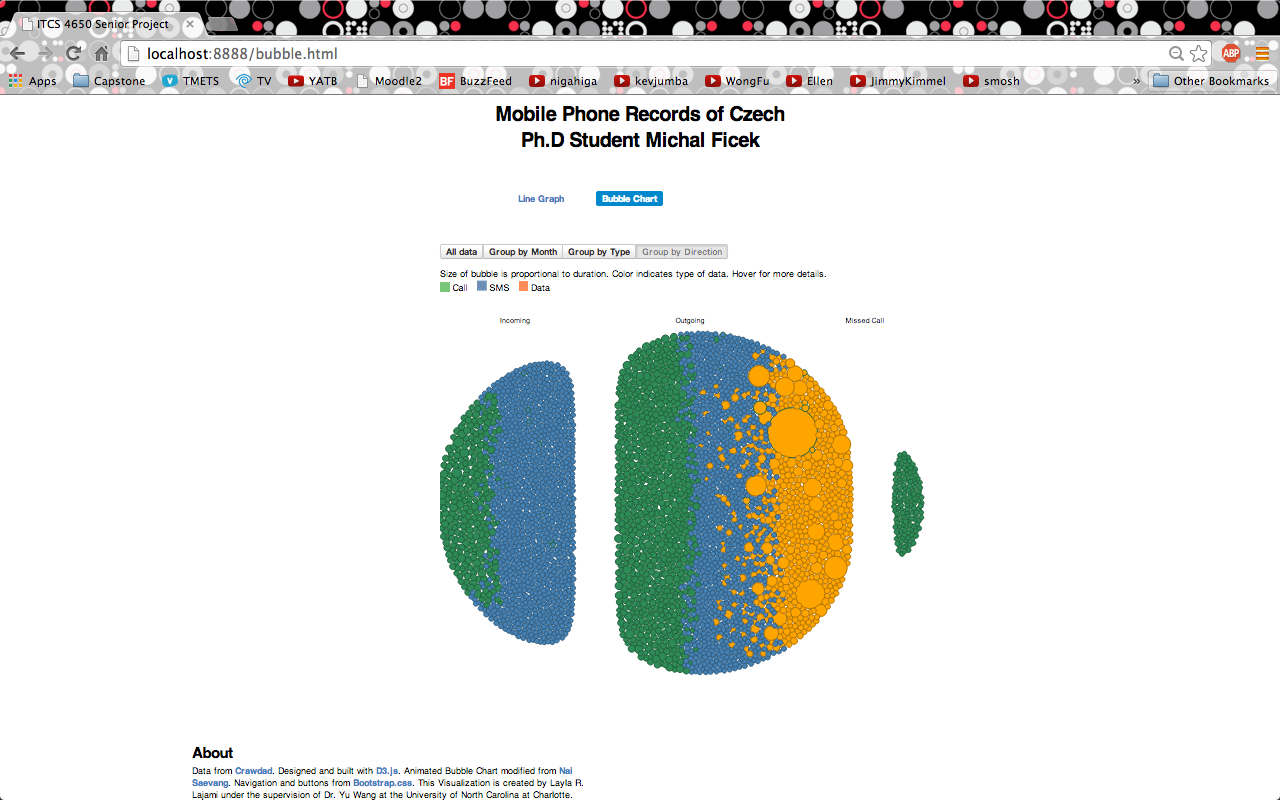 ITCS 4650 Senior Project
localhost:8888/bubble.html
ABP
Apps Capstone TMETS TV YATB Moodle2 BF BuzzFeed nigahiga kevjumba WongFu Ellen JimmyKimmel smosh » Other Bookmarks
Mobile Phone Records of Czech
Ph.D Student Michal Ficek
Line Graph Bubble Chart
All data Group by Month Group by Type Group by Direction
Size of bubble is proportional to duration. Color indicates type of data. Hover for more details.
Call SMS Data
Incoming Outgoing Missed Call
About
Data from Crawdad. Designed and built with D3.js. Animated Bubble Chart modified from Nai
Saevang. Navigation and buttons from Bootstrap.css. This Visualization is created by Layla R.
Lajami under the supervision of Dr. Yu Wang at the University of North Carolina at Charlotte.